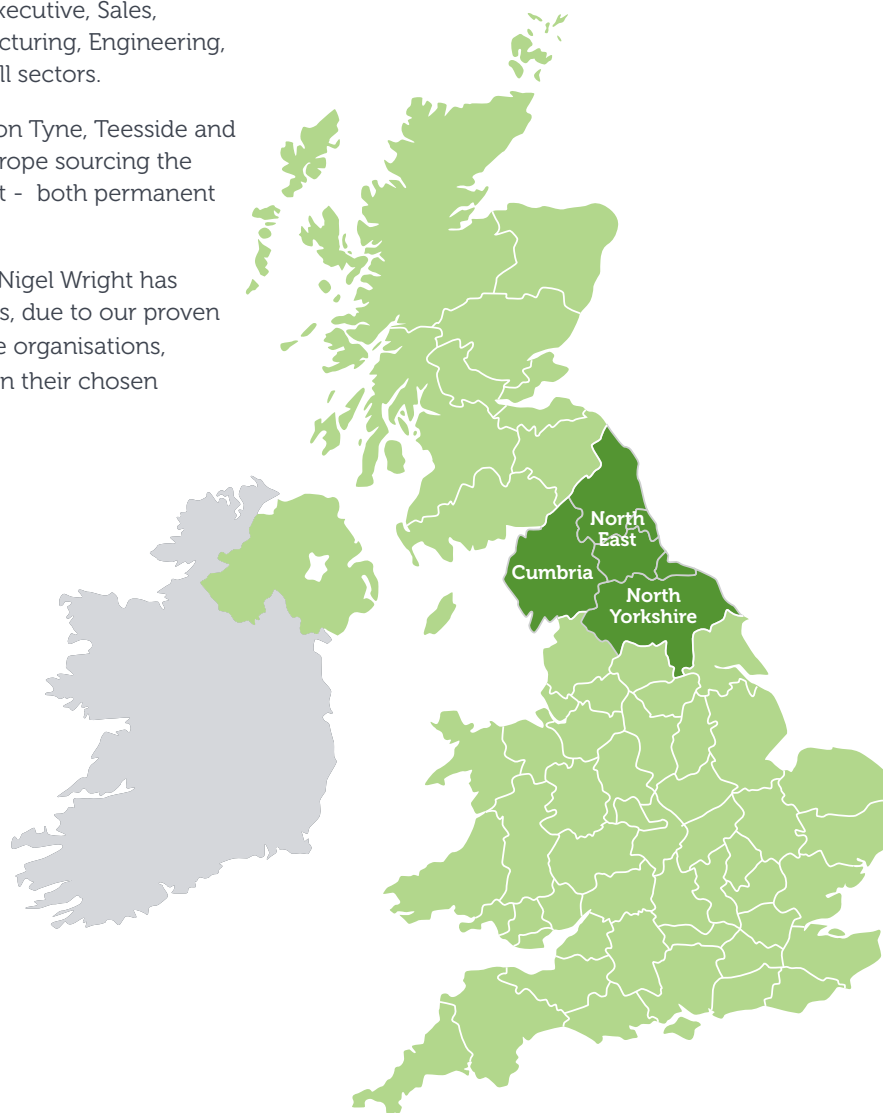 xecutive, Sales,
cturing, Engineering,
ll sectors.
on Tyne, Teesside and
rope sourcing the
t - both permanent
Nigel Wright has
s, due to our proven
e organisations,
n their chosen
North
East
Cumbria
North
Yorkshire